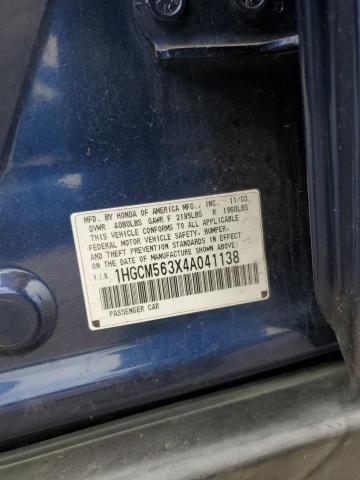 MFD. BY HONDA OF AMERICA MFG., INC. 11/03
GVWR 4080LBS GAWR F 2195LBS R 1960LBS
THIS VEHICLE CONFORMS TO ALL APPLICABLE
FEDERAL MOTOR VEHICLE SAFETY, BUMPER,
AND THEFT PREVENTION STANDARDS IN EFFECT
ON THE DATE OF MANUFACTURE SHOWN ABOVE.
V.I.N. 1HGCM563X4A041138
PASSENGER CAR